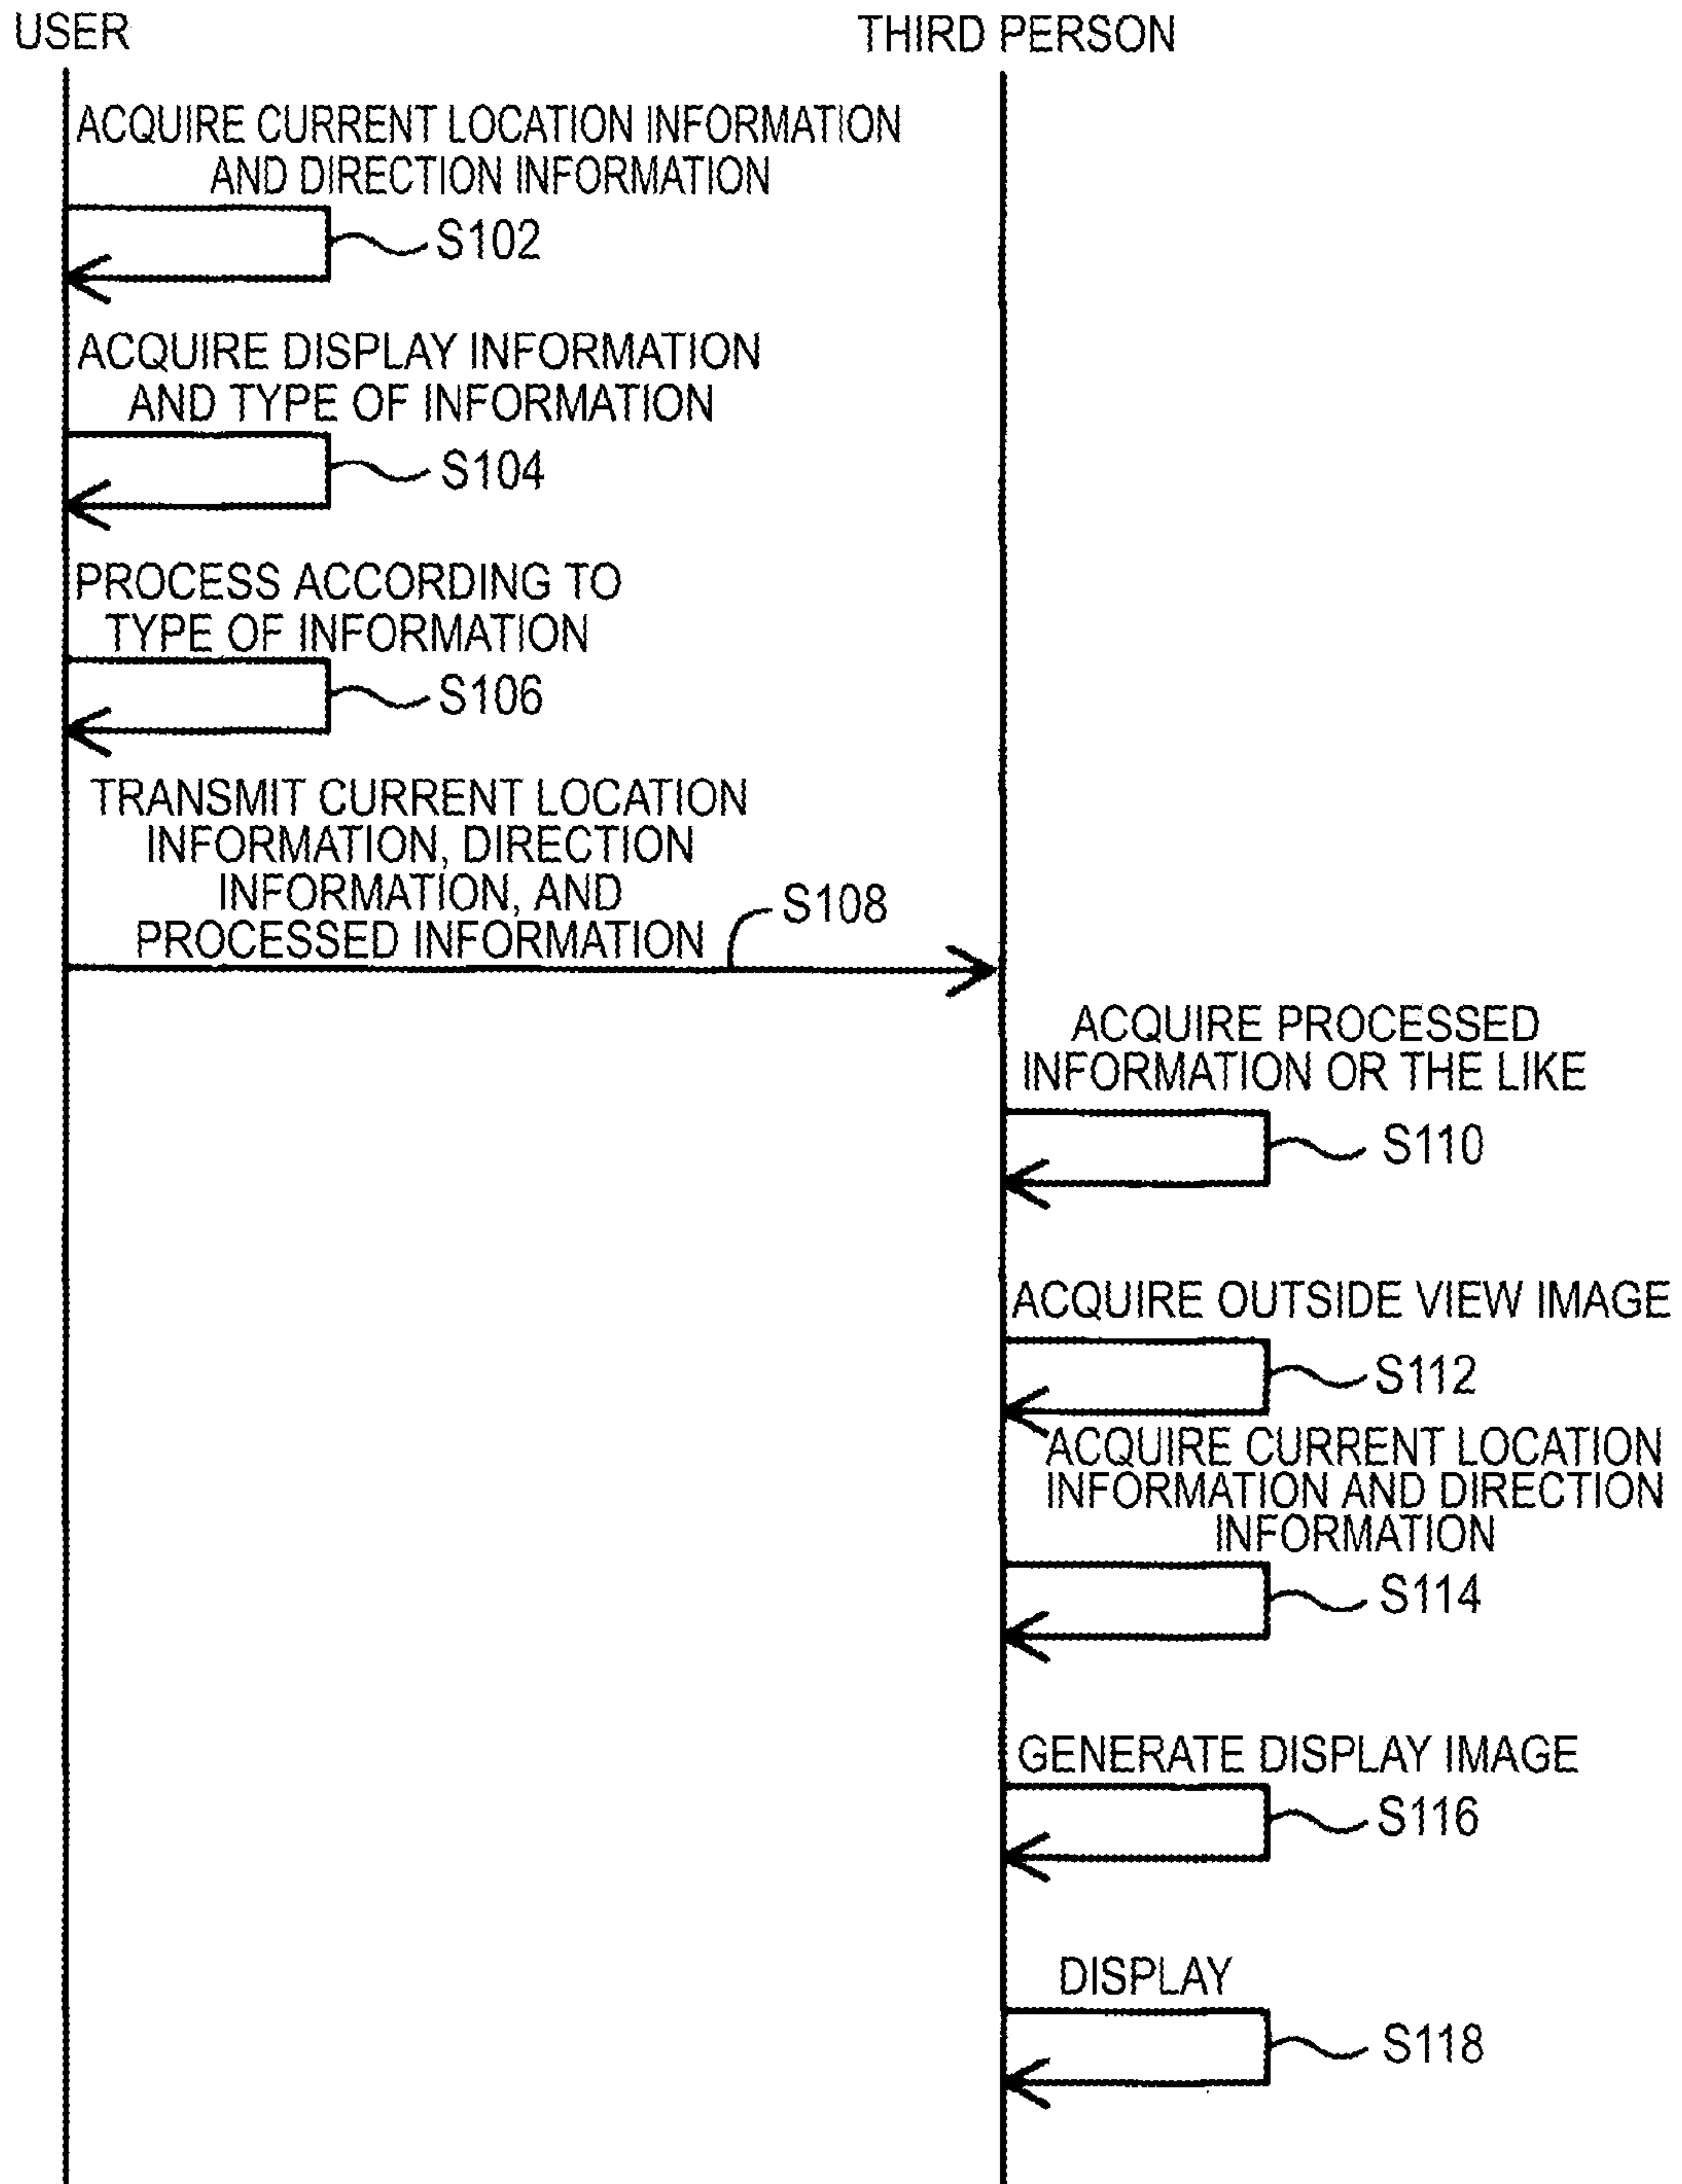 USER
THIRD PERSON
ACQUIRE CURRENT LOCATION INFORMATION
AND DIRECTION INFORMATION
S102
ACQUIRE DISPLAY INFORMATION
AND TYPE OF INFORMATION
S104
PROCESS ACCORDING TO
TYPE OF INFORMATION
S106
TRANSMIT CURRENT LOCATION
INFORMATION, DIRECTION
INFORMATION, AND
PROCESSED INFORMATION
S108
ACQUIRE PROCESSED
INFORMATION OR THE LIKE
S110
ACQUIRE OUTSIDE VIEW IMAGE
S112
ACQUIRE CURRENT LOCATION
INFORMATION AND DIRECTION
INFORMATION
S114
GENERATE DISPLAY IMAGE
S116
DISPLAY
S118